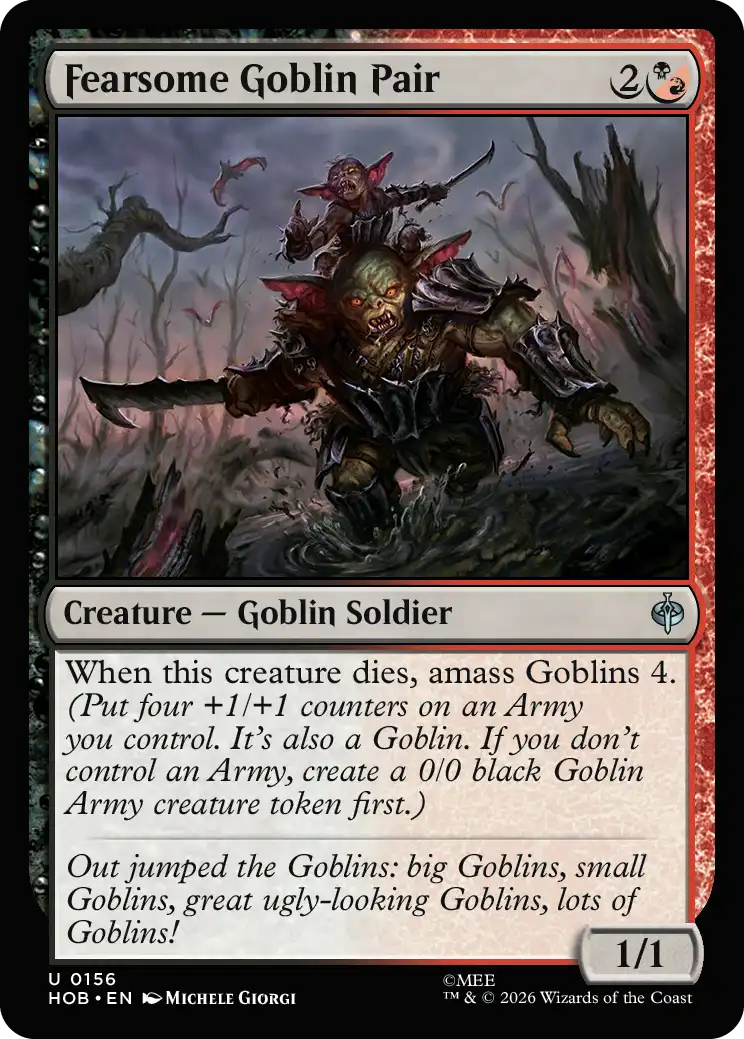 Fearsome Goblin Pair 2
Creature — Goblin Soldier
When this creature dies, amass Goblins 4.
(Put four +1/+1 counters on an Army
you control. It's also a Goblin. If you don't
control an Army, create a 0/0 black Goblin
Army creature token first.)
Out jumped the Goblins: big Goblins, small
Goblins, great ugly-looking Goblins, lots of
Goblins!
1/1
U 0156
HOB • EN Michele Giorgi
©MEE
™ & © 2026 Wizards of the Coast